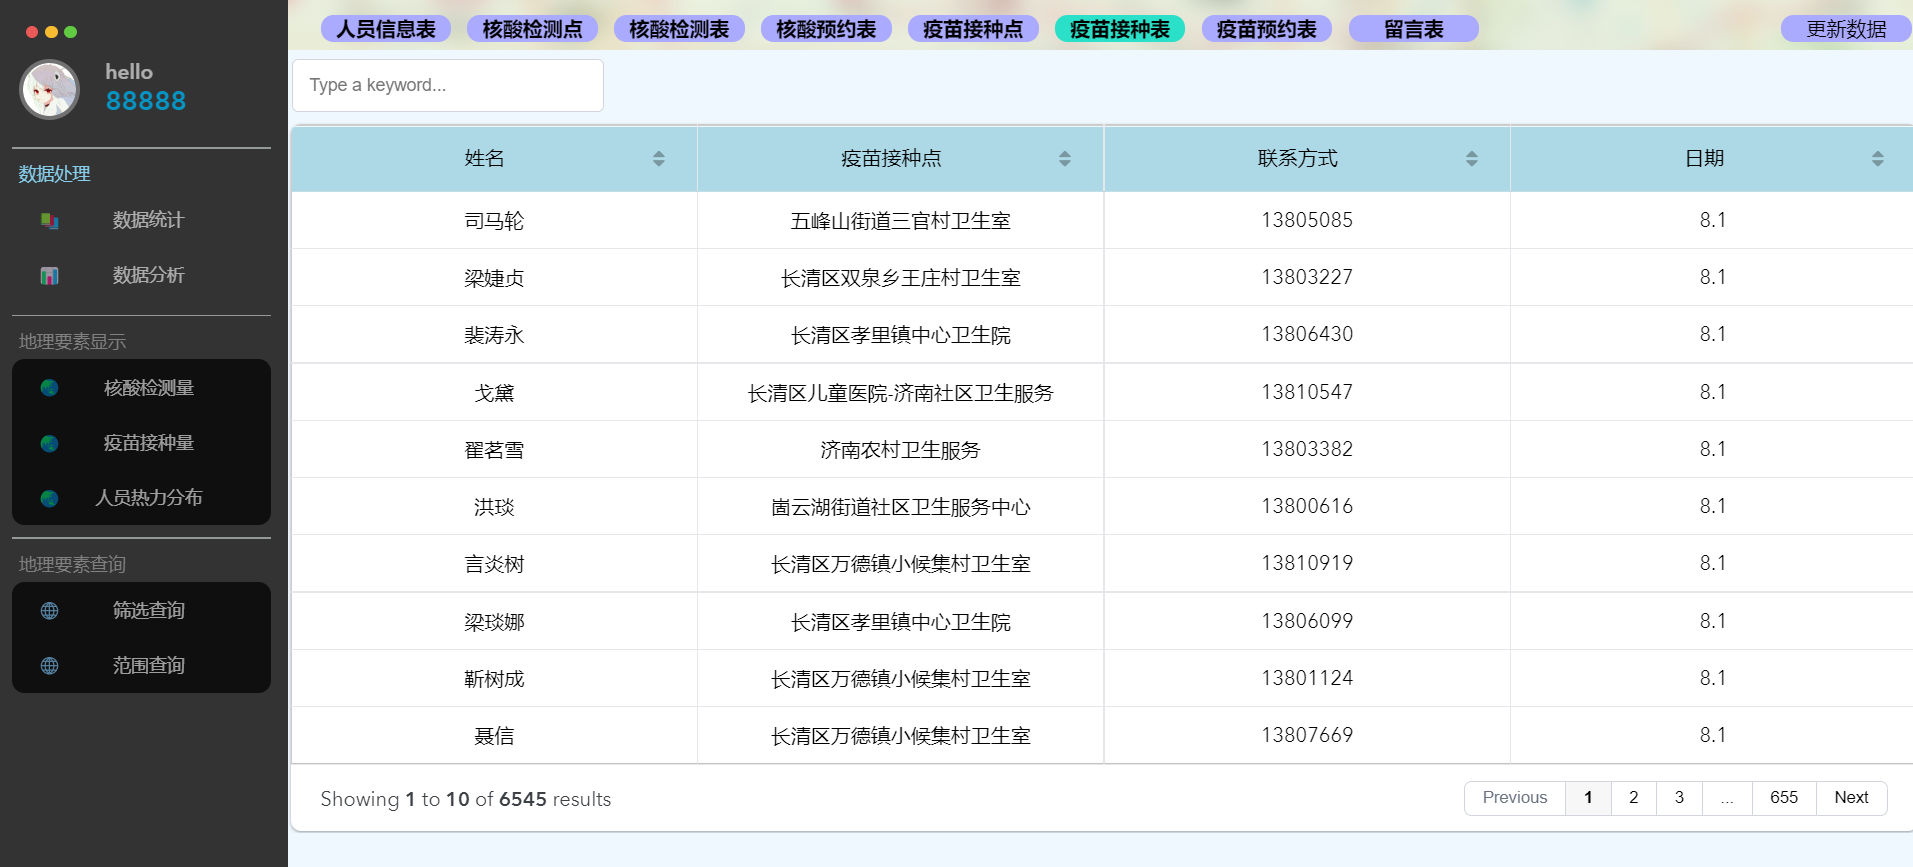 hello
88888
数据处理
数据统计
数据分析
地理要素显示
核酸检测量
疫苗接种量
人员热力分布
地理要素查询
筛选查询
范围查询
人员信息表 核酸检测点 核酸检测表 核酸预约表 疫苗接种点 疫苗接种表 疫苗预约表 留言表 更新数据
Type a keyword...
姓名 疫苗接种点 联系方式 日期
司马轮 五峰山街道三官村卫生室 13805085 8.1
梁婕贞 长清区双泉乡王庄村卫生室 13803227 8.1
裴涛永 长清区孝里镇中心卫生院 13806430 8.1
戈黛 长清区儿童医院-济南社区卫生服务 13810547 8.1
翟茗雪 济南农村卫生服务 13803382 8.1
洪琰 崮云湖街道社区卫生服务中心 13800616 8.1
言炎树 长清区万德镇小候集村卫生室 13810919 8.1
梁琰娜 长清区孝里镇中心卫生院 13806099 8.1
靳树成 长清区万德镇小候集村卫生室 13801124 8.1
聂信 长清区万德镇小候集村卫生室 13807669 8.1
Showing 1 to 10 of 6545 results
Previous 1 2 3 ... 655 Next